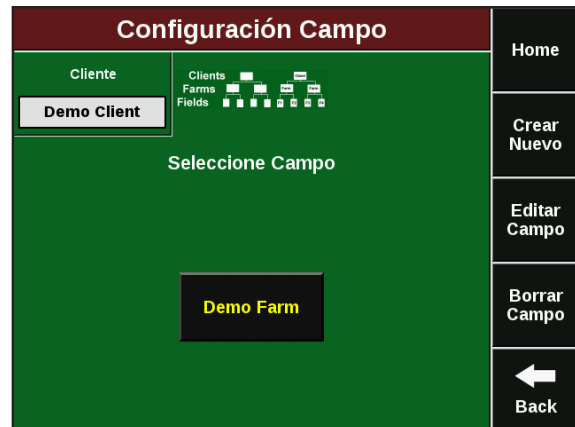 Configuración Campo
Home
Cliente
Demo Client
Clients
Farms
Fields
Seleccione Campo
Crear
Nuevo
Editar
Campo
Demo Farm
Borrar
Campo
Back